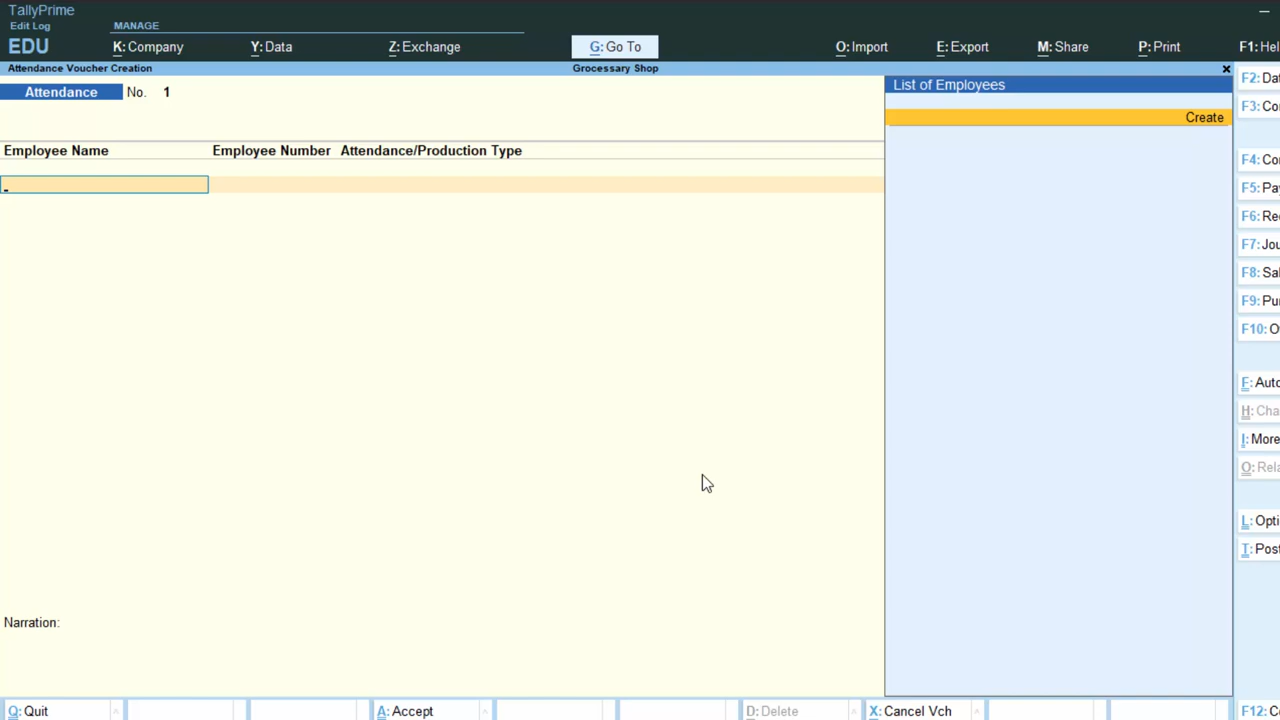 TallyPrime
Edit Log
MANAGE
EDU
K: Company
Y: Data
Z: Exchange
G: Go To
O: Import
E: Export
M: Share
P: Print
F1: Hel
Attendance Voucher Creation
Grocessary Shop
Attendance No. 1
List of Employees
Create
Employee Name
Employee Number
Attendance/Production Type
Narration:
F2: Dat
F3: Co
F4: Co
F5: Pay
F6: Re
F7: Jou
F8: Sal
F9: Pu
F10: O
F: Auto
H: Cha
I: More
O: Rela
L: Opti
T: Post
Q: Quit
A: Accept
D: Delete
X: Cancel Vch
F12: C